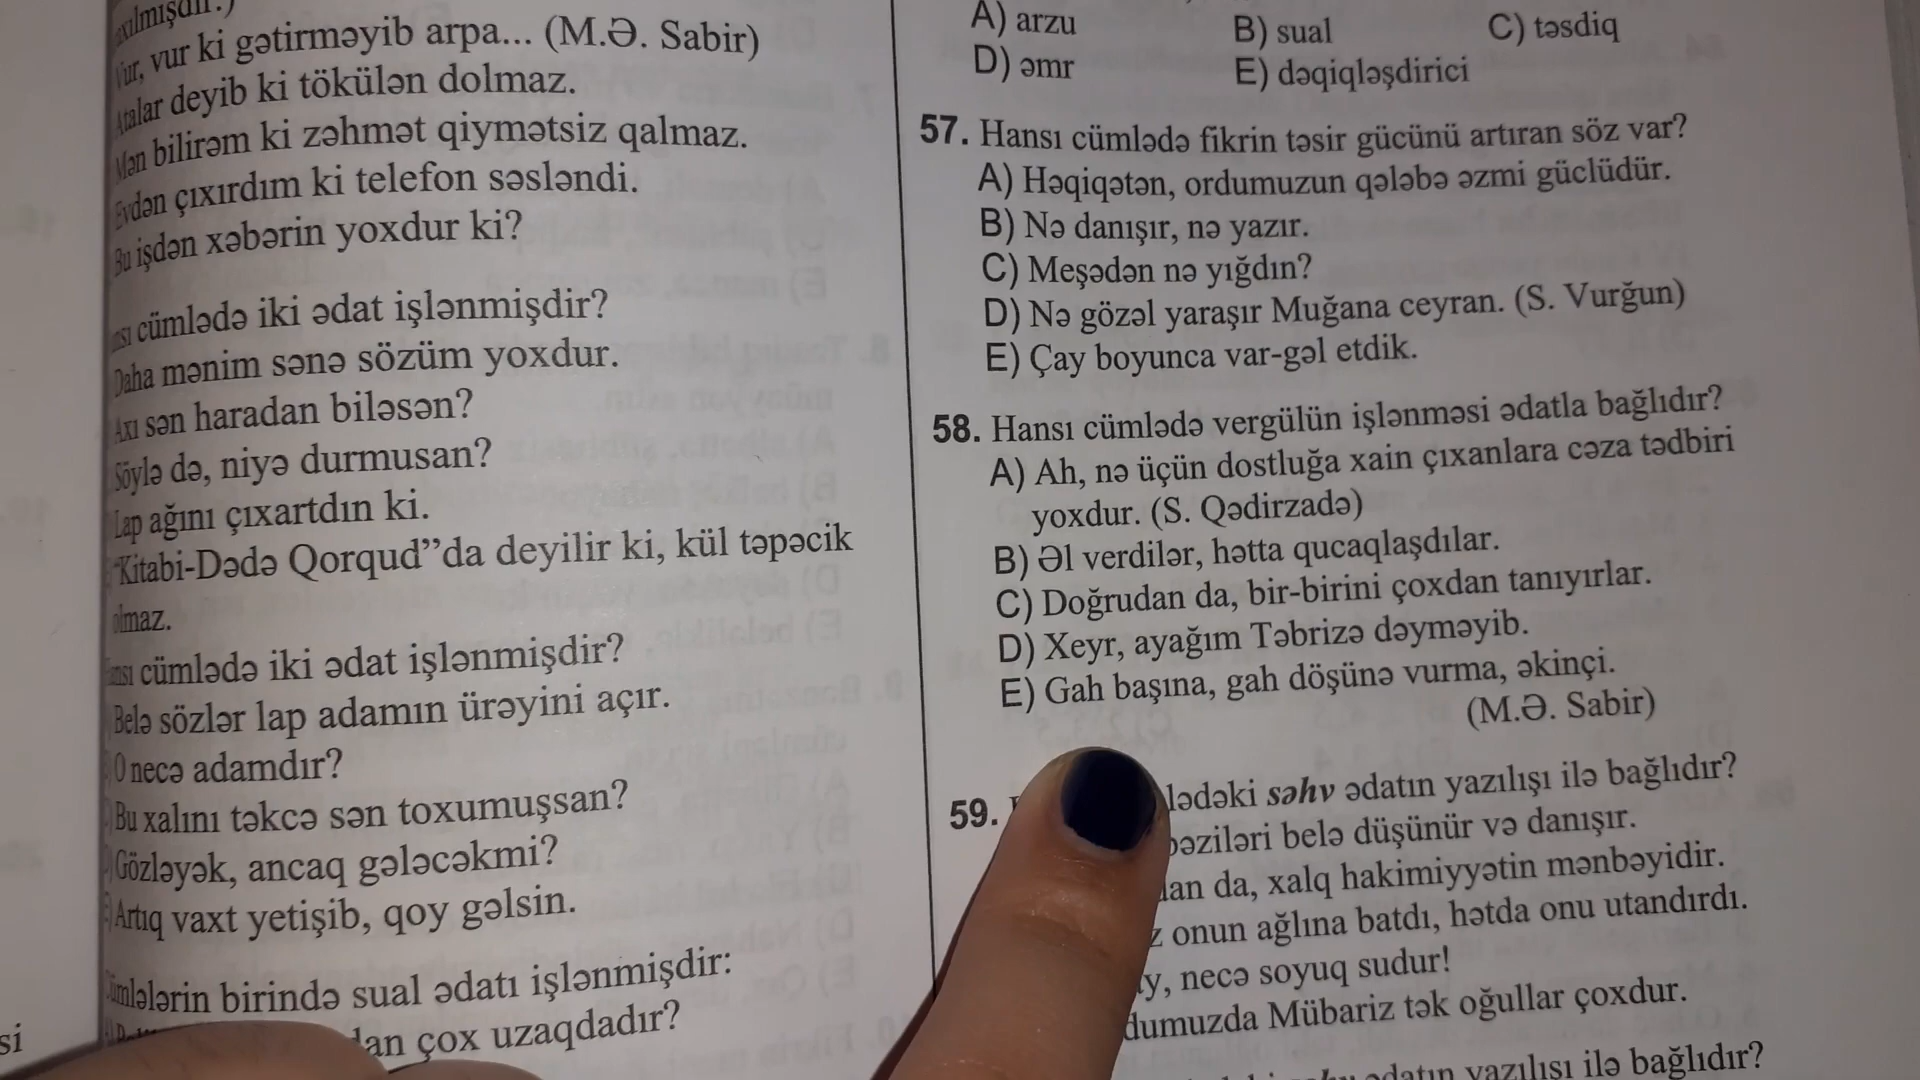 vur ki gətirməyib arpa... (M.Ə. Sabir)
Atalar deyib ki tökülən dolmaz.
Mən bilirəm ki zəhmət qiymətsiz qalmaz.
Evdən çıxırdım ki telefon səsləndi.
Bu işdən xəbərin yoxdur ki?
cümlədə iki ədat işlənmişdir?
Daha mənim sənə sözüm yoxdur.
Axı sən haradan biləsən?
Söylə də, niyə durmusan?
Lap ağını çıxartdın ki.
"Kitabi-Dədə Qorqud”da deyilir ki, kül təpəcik
olmaz.
cümlədə iki ədat işlənmişdir?
Belə sözlər lap adamın ürəyini açır.
O necə adamdır?
Bu xalını təkcə sən toxumuşsan?
Gözləyək, ancaq gələcəkmi?
Artıq vaxt yetişib, qoy gəlsin.
birində sual ədatı işlənmişdir:
çox uzaqdadır?
si
A) arzu B) sual C) təsdiq
D) əmr E) dəqiqləşdirici
57. Hansı cümlədə fikrin təsir gücünü artıran söz var?
A) Həqiqətən, ordumuzun qələbə əzmi güclüdür.
B) Nə danışır, nə yazır.
C) Meşədən nə yığdın?
D) Nə gözəl yaraşır Muğana ceyran. (S. Vurğun)
E) Çay boyunca var-gəl etdik.
58. Hansı cümlədə vergülün işlənməsi ədatla bağlıdır?
A) Ah, nə üçün dostluğa xain çıxanlara cəza tədbiri
yoxdur. (S. Qədirzadə)
B) Əl verdilər, hətta qucaqlaşdılar.
C) Doğrudan da, bir-birini çoxdan tanıyırlar.
D) Xeyr, ayağım Təbrizə dəyməyib.
E) Gah başına, gah döşünə vurma, əkinçi.
(M.Ə. Sabir)
59. lədəki səhv ədatın yazılışı ilə bağlıdır?
bəziləri belə düşünür və danışır.
da, xalq hakimiyyətin mənbəyidir.
onun ağlına batdı, hətda onu utandırdı.
necə soyuq sudur!
dumuzda Mübariz tək oğullar çoxdur.
ədatın yazılışı ilə bağlıdır?